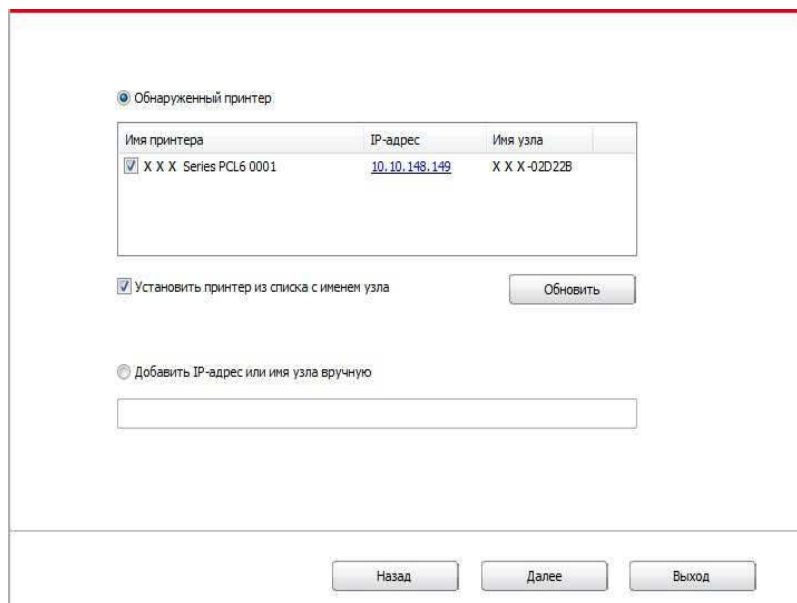 Обнаруженный принтер
Имя принтера IP-адрес Имя узла
X X X Series PCL6 0001 10.10.148.149 X X X-02D22B
Установить принтер из списка с именем узла Обновить
Добавить IP-адрес или имя узла вручную
Назад Далее Выход